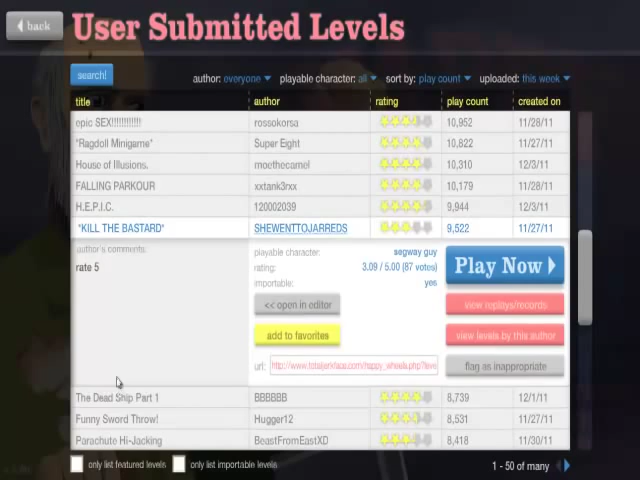 back
User Submitted Levels
search!
author: everyone playable character: all sort by: play count uploaded: this week
title author rating play count created on
epic SEX!!!!!!!!!!!! rossokorsa 10,952 11/28/11
"Ragdoll Minigame" Super Eight 10,822 11/27/11
House of Illusions. moethecamel 10,310 12/3/11
FALLING PARKOUR xxtank3rxx 10,179 11/28/11
H.E.P.I.C. 120002039 9,944 12/3/11
"KILL THE BASTARD" SHEWENTTOJARREDS 9,522 11/27/11
author's comments:
rate 5
playable character: segway guy
rating: 3.09 / 5.00 (87 votes)
importable: yes
Play Now
<< open in editor
view replays/records
add to favorites
view levels by this author
url: http://www.totaljerkface.com/happy_wheels.php?leve
flag as inappropriate
The Dead Ship Part 1 BBBBBB 8,739 12/1/11
Funny Sword Throw! Hugger12 8,531 11/27/11
Parachute Hi-Jacking BeastFromEastXD 8,418 11/30/11
only list featured levels only list importable levels 1 - 50 of many